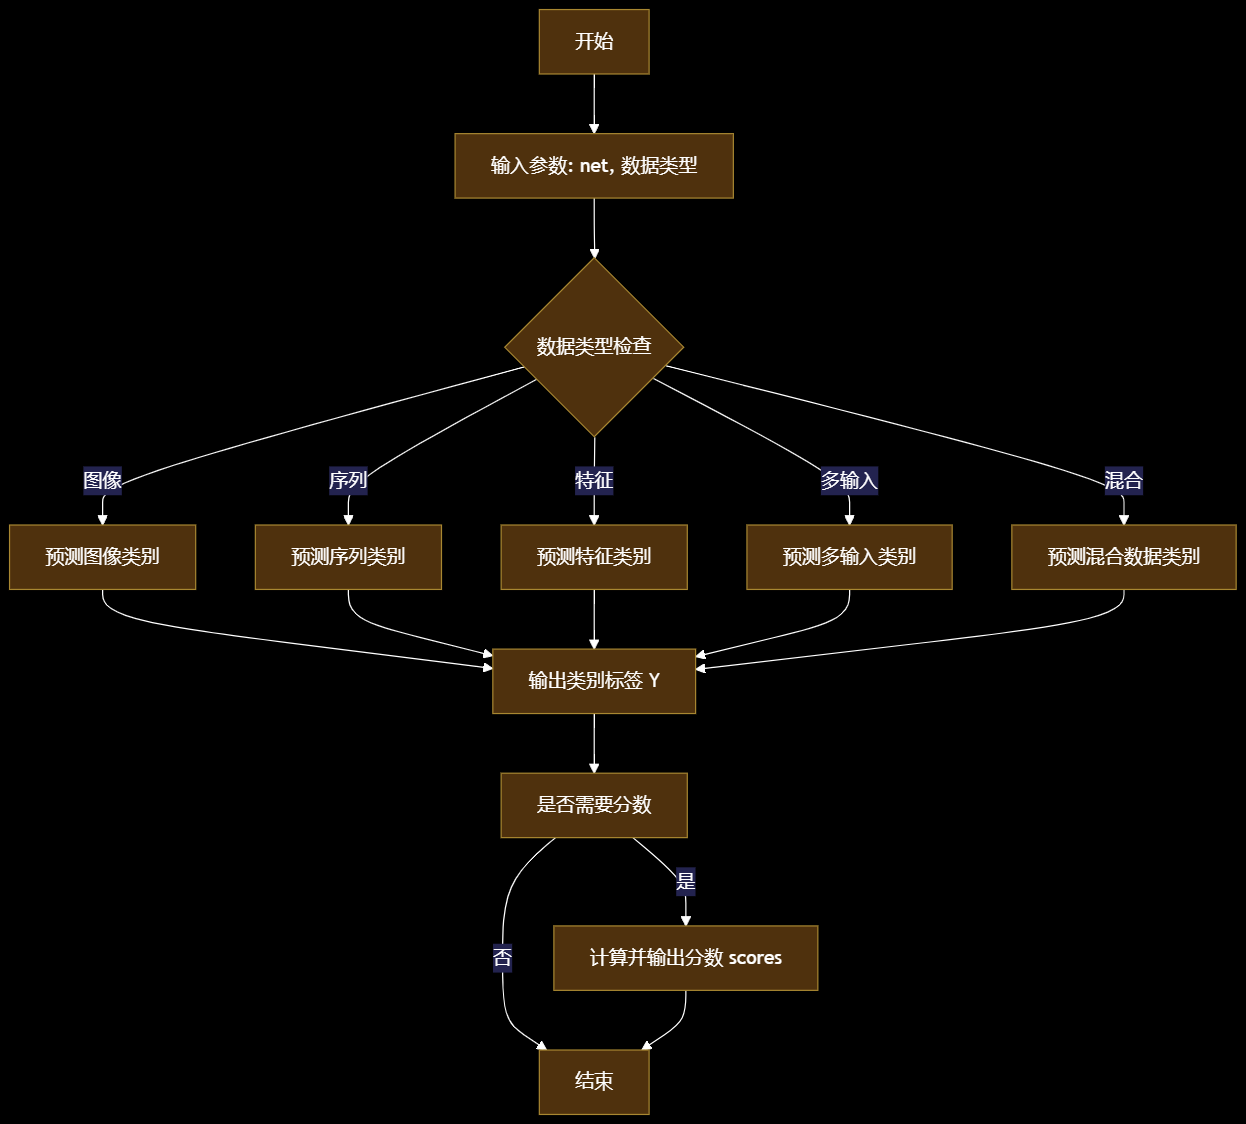 开始
输入参数: net, 数据类型
数据类型检查
图像
序列
特征
多输入
混合
预测图像类别
预测序列类别
预测特征类别
预测多输入类别
预测混合数据类别
输出类别标签 Y
是否需要分数
是
否
计算并输出分数 scores
结束